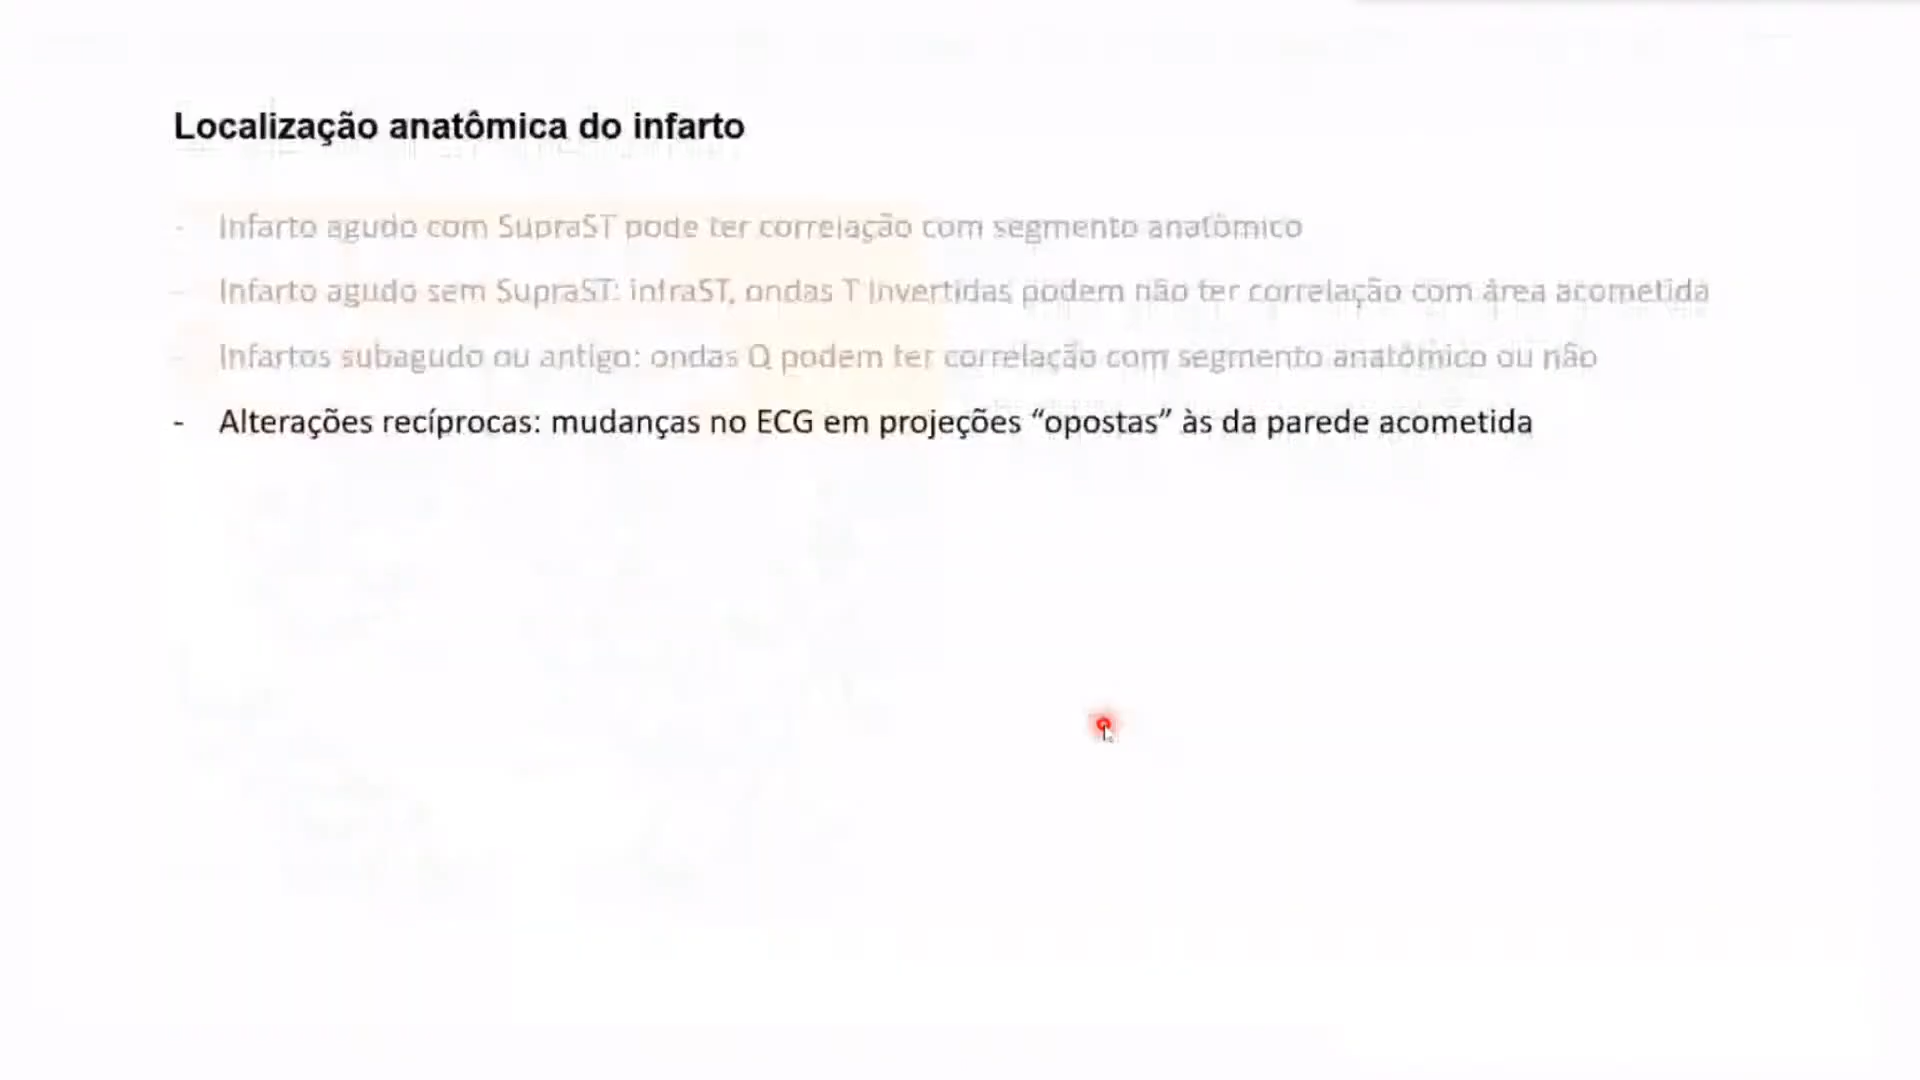 Localização anatômica do infarto
- Infarto agudo com SupraST pode ter correlação com segmento anatômico
- Infarto agudo sem SupraST: infraST, ondas T invertidas podem não ter correlação com área acometida
- Infartos subagudo ou antigo: ondas Q podem ter correlação com segmento anatômico ou não
- Alterações recíprocas: mudanças no ECG em projeções “opostas” às da parede acometida